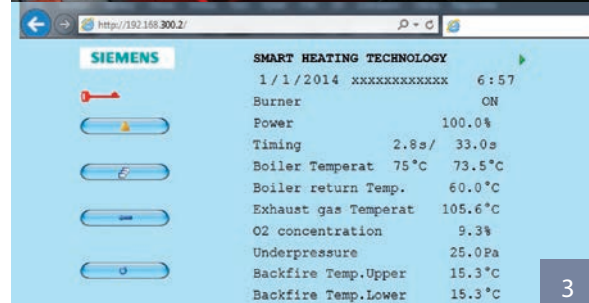 http://192.168.300.2/
SIEMENS
SMART HEATING TECHNOLOGY
1/1/2014 xxxxxxxxxxxx 6:57
Burner ON
Power 100.0%
Timing 2.8s/ 33.0s
Boiler Temperat 75°C 73.5°C
Boiler return Temp. 60.0°C
Exhaust gas Temperat 105.6°C
O2 concentration 9.3%
Underpressure 25.0Pa
Backfire Temp.Upper 15.3°C
Backfire Temp.Lower 15.3°C
3